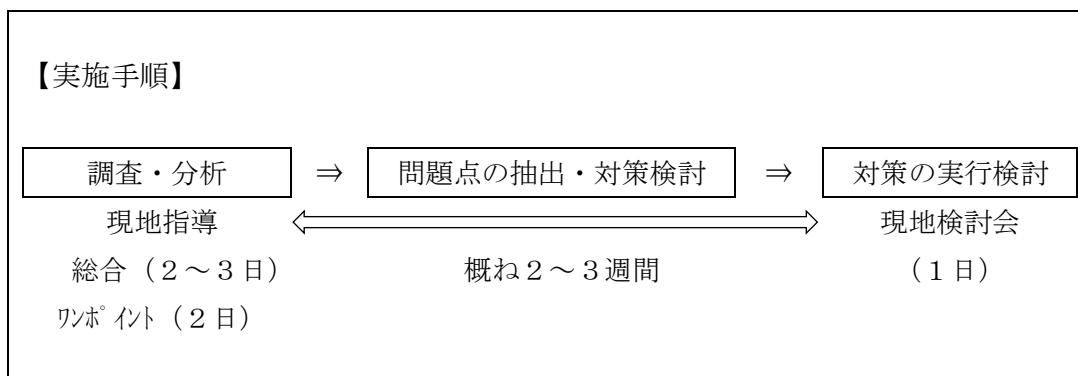 【実施手順】
調査・分析 ⇒ 問題点の抽出・対策検討 ⇒ 対策の実行検討
現地指導 現地検討会
総合（２～３日） 概ね２～３週間 （１日）
ﾜﾝﾎﾟｲﾝﾄ（２日）